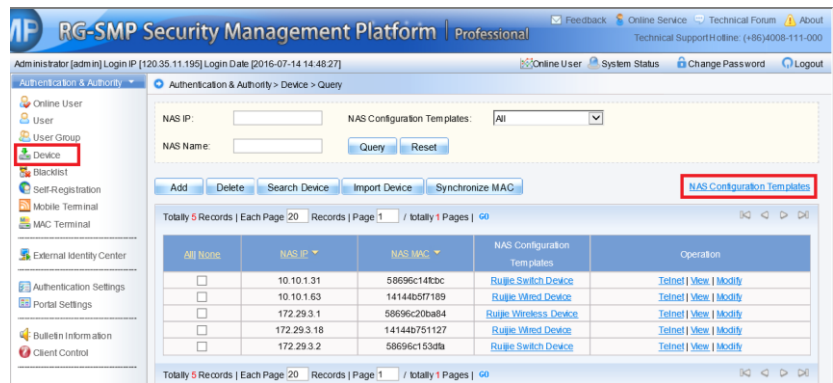 RG-SMP Security Management Platform | Professional
Feedback Online Service Technical Forum About
Technical Support Hotline: (+86)4008-111-000
Administrator [admin] Login IP [120.35.11.195] Login Date [2016-07-14 14:48:27]
Online User System Status Change Password Logout
Authentication & Authority
Authentication & Authority > Device > Query
Online User
User
User Group
Device
Blacklist
Self-Registration
Mobile Terminal
MAC Terminal
External Identity Center
Authentication Settings
Portal Settings
Bulletin Information
Client Control
NAS IP: NAS Configuration Templates: All
NAS Name: Query Reset
Add Delete Search Device Import Device Synchronize MAC NAS Configuration Templates
Totally 5 Records | Each Page 20 Records | Page 1 / totally 1 Pages | GO
All| None NAS IP NAS MAC NAS Configuration Templates Operation
10.10.1.31 58696c14fcbc Ruijie Switch Device Telnet | View | Modify
10.10.1.63 14144b5f7189 Ruijie Wired Device Telnet | View | Modify
172.29.3.1 58696c20ba84 Ruijie Wireless Device Telnet | View | Modify
172.29.3.18 14144b751127 Ruijie Wired Device Telnet | View | Modify
172.29.3.2 58696c153dfa Ruijie Switch Device Telnet | View | Modify
Totally 5 Records | Each Page 20 Records | Page 1 / totally 1 Pages | GO